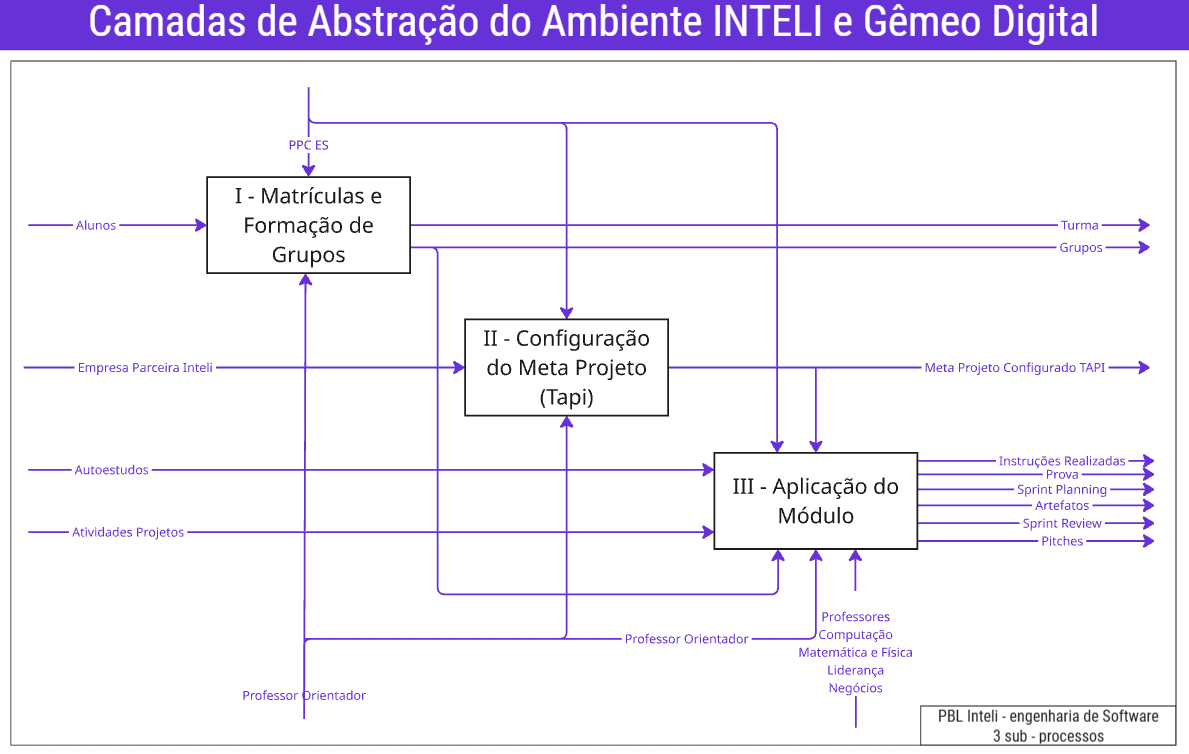 Camadas de Abstração do Ambiente INTELI e Gêmeo Digital
PPC ES
I - Matrículas e
Formação de
Grupos
Alunos
Turma
Grupos
II - Configuração
do Meta Projeto
(Tapi)
Empresa Parceira Inteli
Meta Projeto Configurado TAPI
Autoestudos
Atividades Projetos
III - Aplicação do
Módulo
Instruções Realizadas
Prova
Sprint Planning
Artefatos
Sprint Review
Pitches
Professor Orientador
Professores
Computação
Matemática e Física
Liderança
Negócios
Professor Orientador
PBL Inteli - engenharia de Software
3 sub - processos